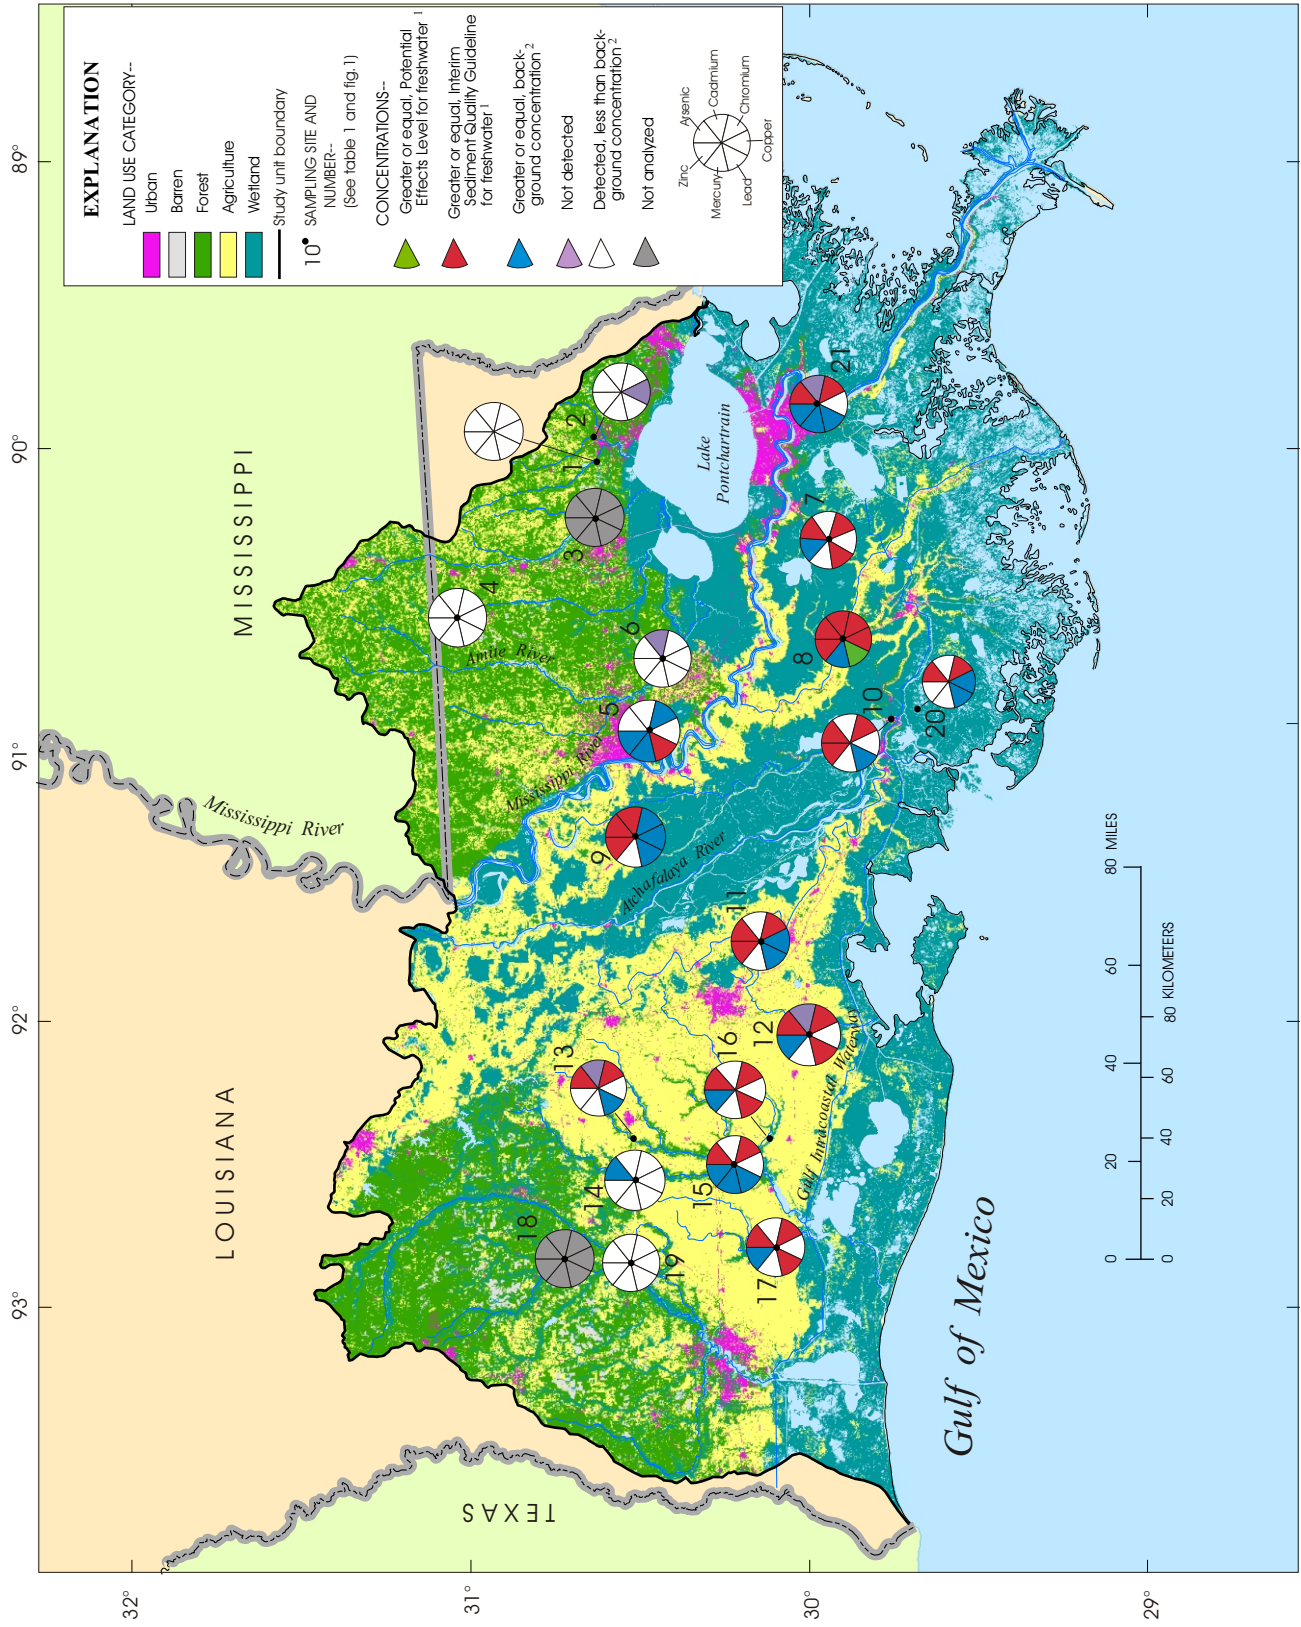 EXPLANATION
LAND USE CATEGORY--
Urban
Barren
Forest
Agriculture
Wetland
Study unit boundary
10 SAMPLING SITE AND
NUMBER--
(See table 1 and fig. 1)
CONCENTRATIONS--
Greater or equal, Potential
Effects Level for freshwater 1
Greater or equal, Interim
Sediment Quality Guideline
for freshwater 1
Greater or equal, back-
ground concentration 2
Not detected
Detected, less than back-
ground concentration 2
Not analyzed
Zinc
Arsenic
Cadmium
Chromium
Copper
Lead
Mercury
93°
92°
91°
90°
89°
32°
31°
30°
29°
LOUISIANA
MISSISSIPPI
TEXAS
Mississippi River
Mississippi River
Amite River
Atchafalaya River
Lake
Pontchartrain
Gulf Intracoastal Waterway
Gulf of Mexico
1
2
3
4
5
6
7
8
9
10
11
12
13
14
15
16
17
18
19
20
21
0 20 40 60 80 MILES
0 20 40 60 80 KILOMETERS